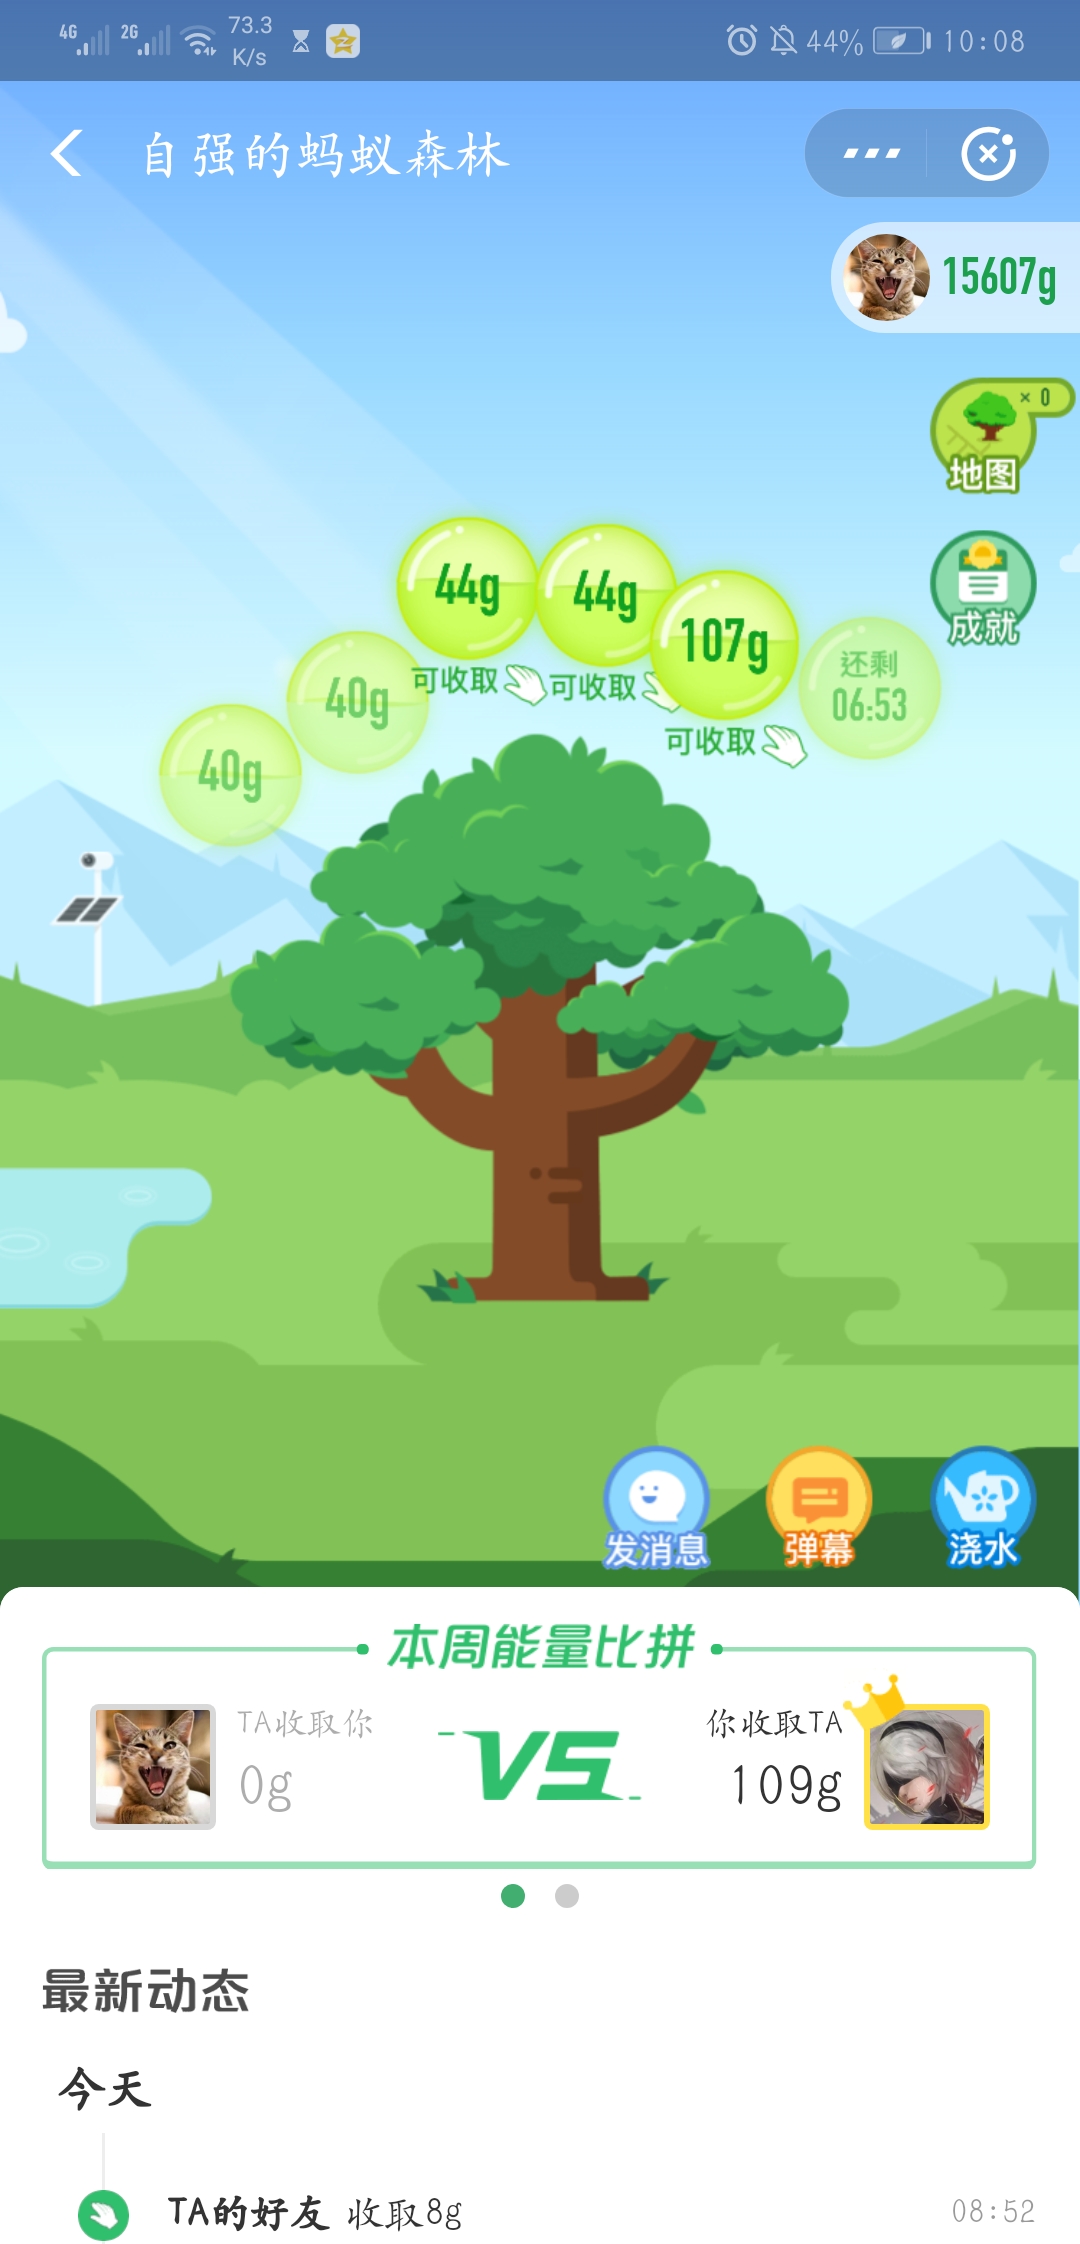 4G 2G 73.3 K/s 44% 10:08
自强的蚂蚁森林
15607g
× 0
地图
成就
44g 44g 107g
可收取 可收取
可收取
还剩
06:53
40g
40g
发消息 弹幕 浇水
本周能量比拼
TA收取你 你收取TA
0g VS 109g
最新动态
今天
TA的好友 收取8g 08:52